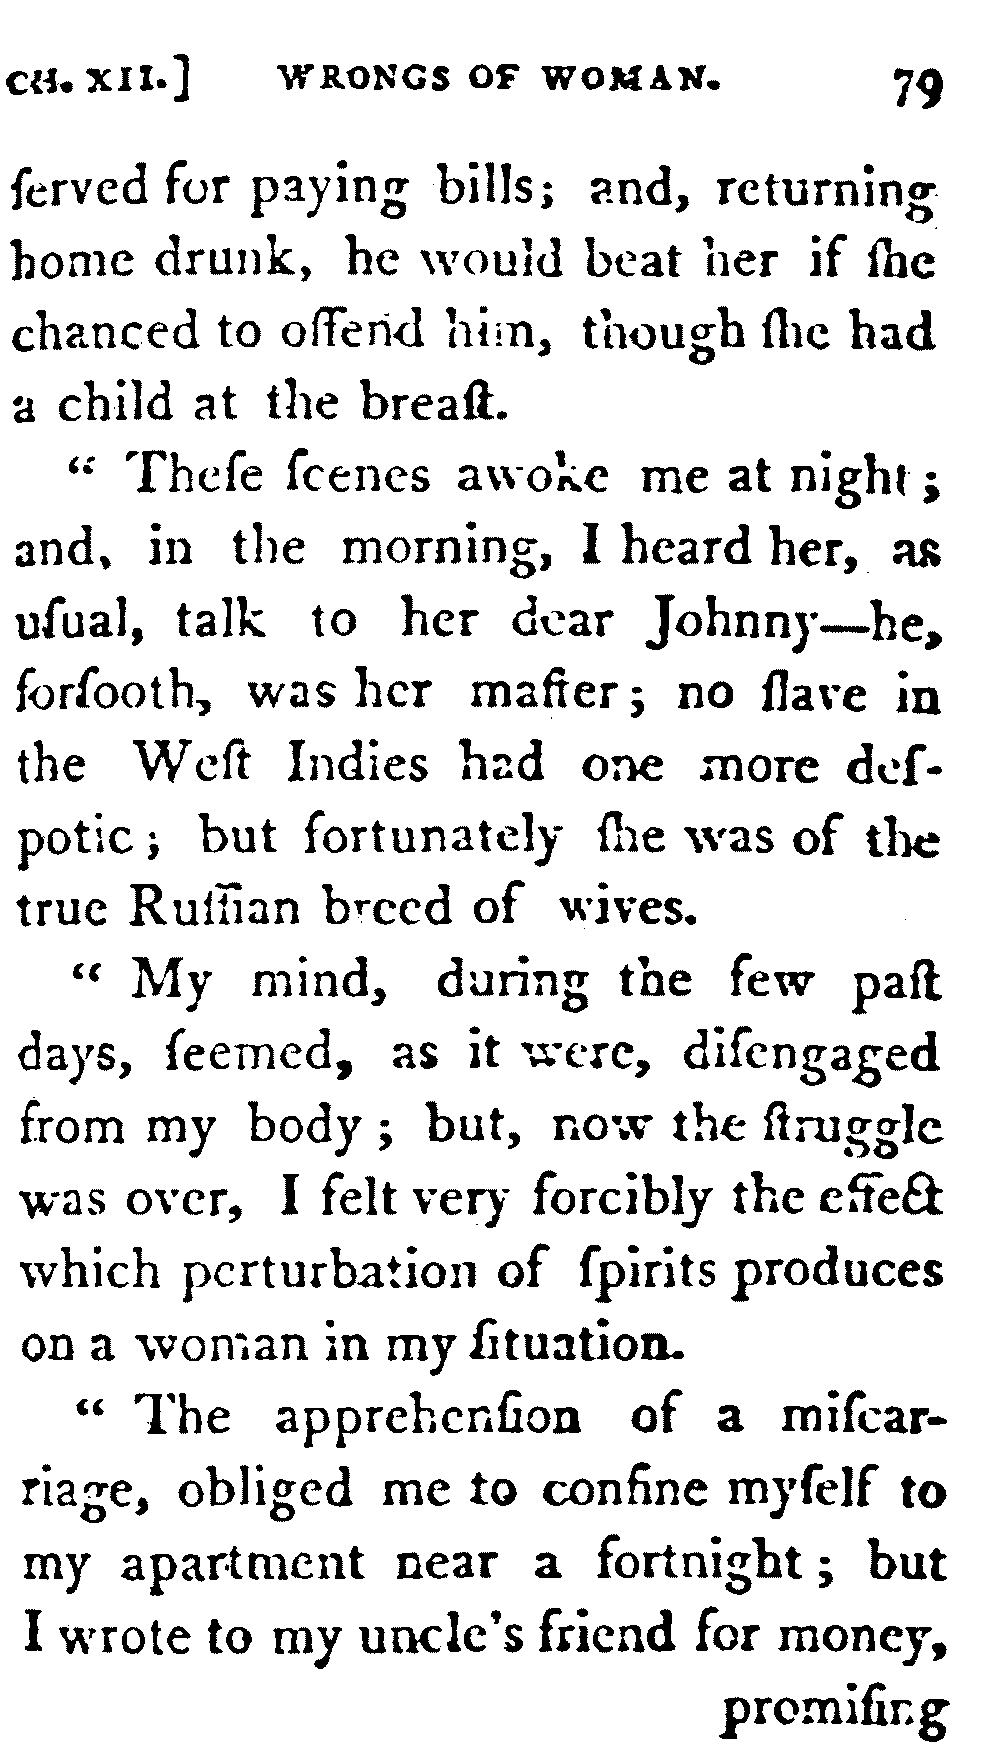 CH. XII.] WRONGS OF WOMAN. 79
ſerved for paying bills; and, returning
home drunk, he would beat her if ſhe
chanced to offend him, though ſhe had
a child at the breaſt.
“ Theſe ſcenes awoke me at night;
and, in the morning, I heard her, as
uſual, talk to her dear Johnny—he,
forſooth, was her maſter; no ſlave in
the Weſt Indies had one more deſ-
potic; but fortunately ſhe was of the
true Ruſſian breed of wives.
“ My mind, during the few paſt
days, ſeemed, as it were, diſengaged
from my body; but, now the ſtruggle
was over, I felt very forcibly the effect
which perturbation of ſpirits produces
on a woman in my ſituation.
“ The apprehenſion of a miſcar-
riage, obliged me to confine myſelf to
my apartment near a fortnight; but
I wrote to my uncle's friend for money,
promiſing